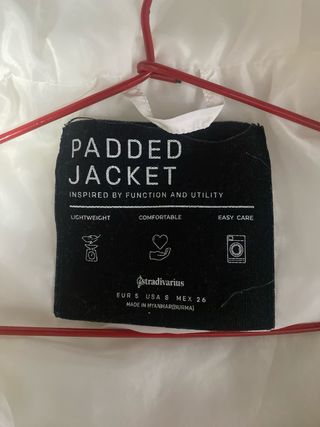 PADDED
JACKET
INSPIRED BY FUNCTION AND UTILITY
LIGHTWEIGHT COMFORTABLE EASY CARE
stradivarius
EUR S USA S MEX 26
MADE IN MYANMAR(BURMA)